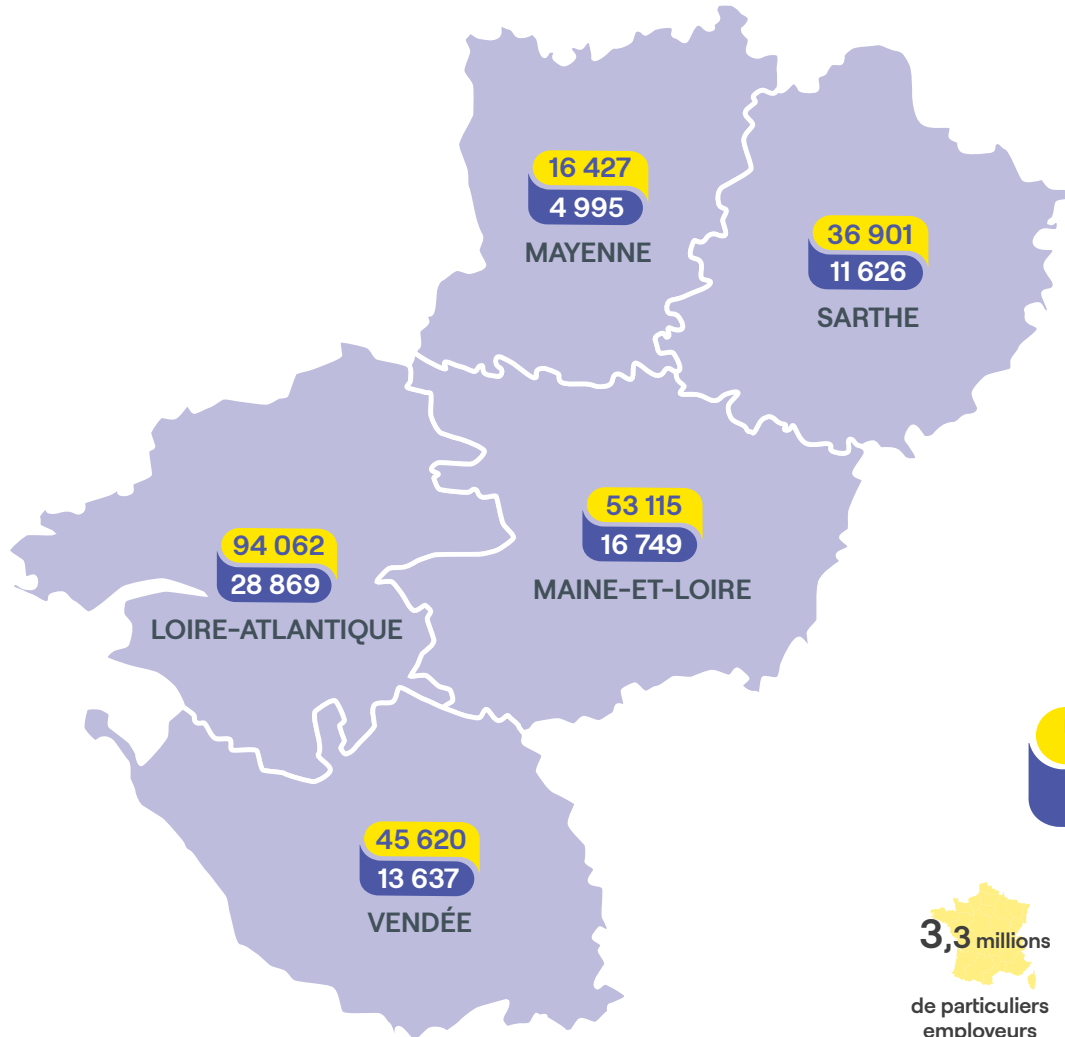 16 427
4 995
MAYENNE
36 901
11 626
SARTHE
53 115
16 749
MAINE-ET-LOIRE
94 062
28 869
LOIRE-ATLANTIQUE
45 620
13 637
VENDÉE
3,3 millions
de particuliers
employeurs